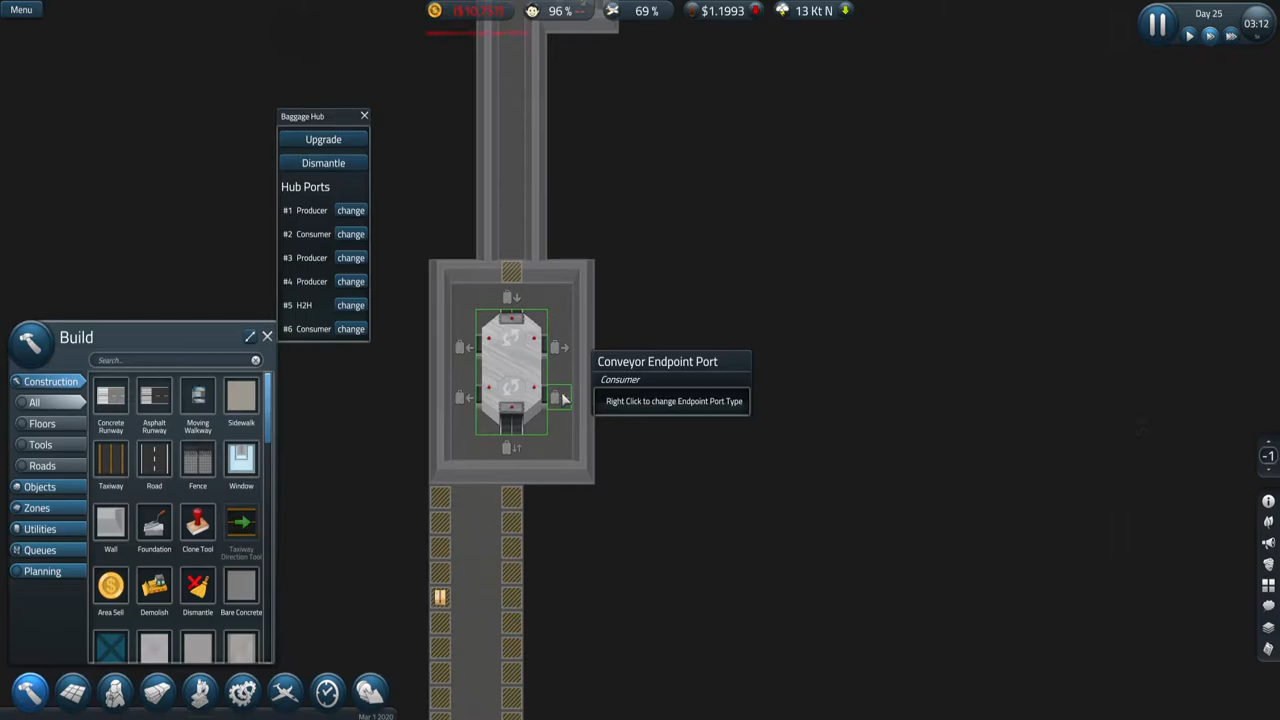 Menu
96 %
69 %
$1.1993
13 Kt N
Day 25
03:12
Baggage Hub
Upgrade
Dismantle
Hub Ports
#1 Producer change
#2 Consumer change
#3 Producer change
#4 Producer change
#5 H2H change
#6 Consumer change
Conveyor Endpoint Port
Consumer
Right Click to change Endpoint Port Type
Build
Search...
Construction
All
Floors
Tools
Roads
Objects
Zones
Utilities
Queues
Planning
Concrete Runway
Asphalt Runway
Moving Walkway
Sidewalk
Taxiway
Road
Fence
Window
Wall
Foundation
Clone Tool
Taxiway Direction Tool
Area Sell
Demolish
Dismantle
Bare Concrete
-1
Mar 1 2020